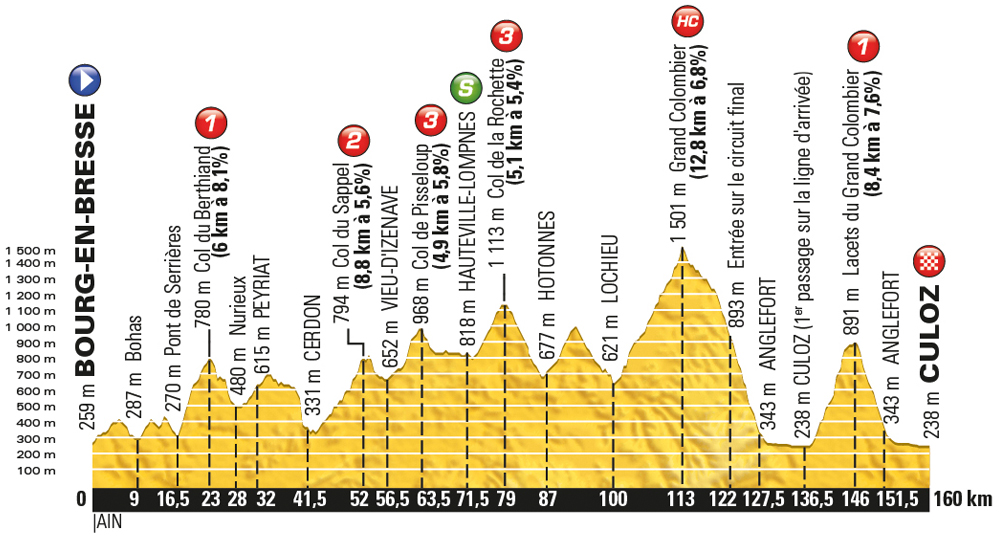 HC
3
1
S
1
3
2
259 m BOURG-EN-BRESSE
287 m Bohas
270 m Pont de Serrières
780 m Col du Berthiand
(6 km à 8,1%)
480 m Nurieux
615 m PEYRIAT
331 m CERDON
794 m Col du Sappel
(8,8 km à 5,6%)
652 m VIEU-D'IZENAVE
968 m Col de Pisseloup
(4,9 km à 5,8%)
818 m HAUTEVILLE-LOMPNES
1 113 m Col de la Rochette
(5,1 km à 5,4%)
677 m HOTONNES
621 m LOCHIEU
1 501 m Grand Colombier
(12,8 km à 6,8%)
893 m Entrée sur le circuit final
343 m ANGLEFORT
238 m CULOZ (1er passage sur la ligne d'arrivée)
891 m Lacets du Grand Colombier
(8,4 km à 7,6%)
343 m ANGLEFORT
238 m CULOZ
1 500 m
1 400 m
1 300 m
1 200 m
1 100 m
1 000 m
900 m
800 m
700 m
600 m
500 m
400 m
300 m
200 m
100 m
0 9 16,5 23 28 32 41,5 52 56,5 63,5 71,5 79 87 100 113 122 127,5 136,5 146 151,5 160 km
|AIN